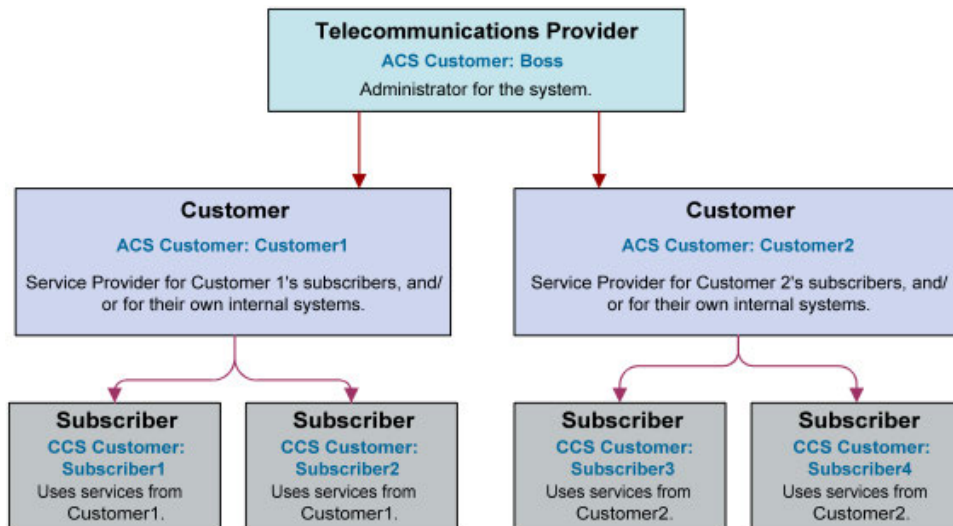 Telecommunications Provider
ACS Customer: Boss
Administrator for the system.
Customer
ACS Customer: Customer1
Service Provider for Customer 1's subscribers, and/
or for their own internal systems.
Customer
ACS Customer: Customer2
Service Provider for Customer 2's subscribers, and/
or for their own internal systems.
Subscriber
CCS Customer:
Subscriber1
Uses services from
Customer1.
Subscriber
CCS Customer:
Subscriber2
Uses services from
Customer1.
Subscriber
CCS Customer:
Subscriber3
Uses services from
Customer2.
Subscriber
CCS Customer:
Subscriber4
Uses services from
Customer2.